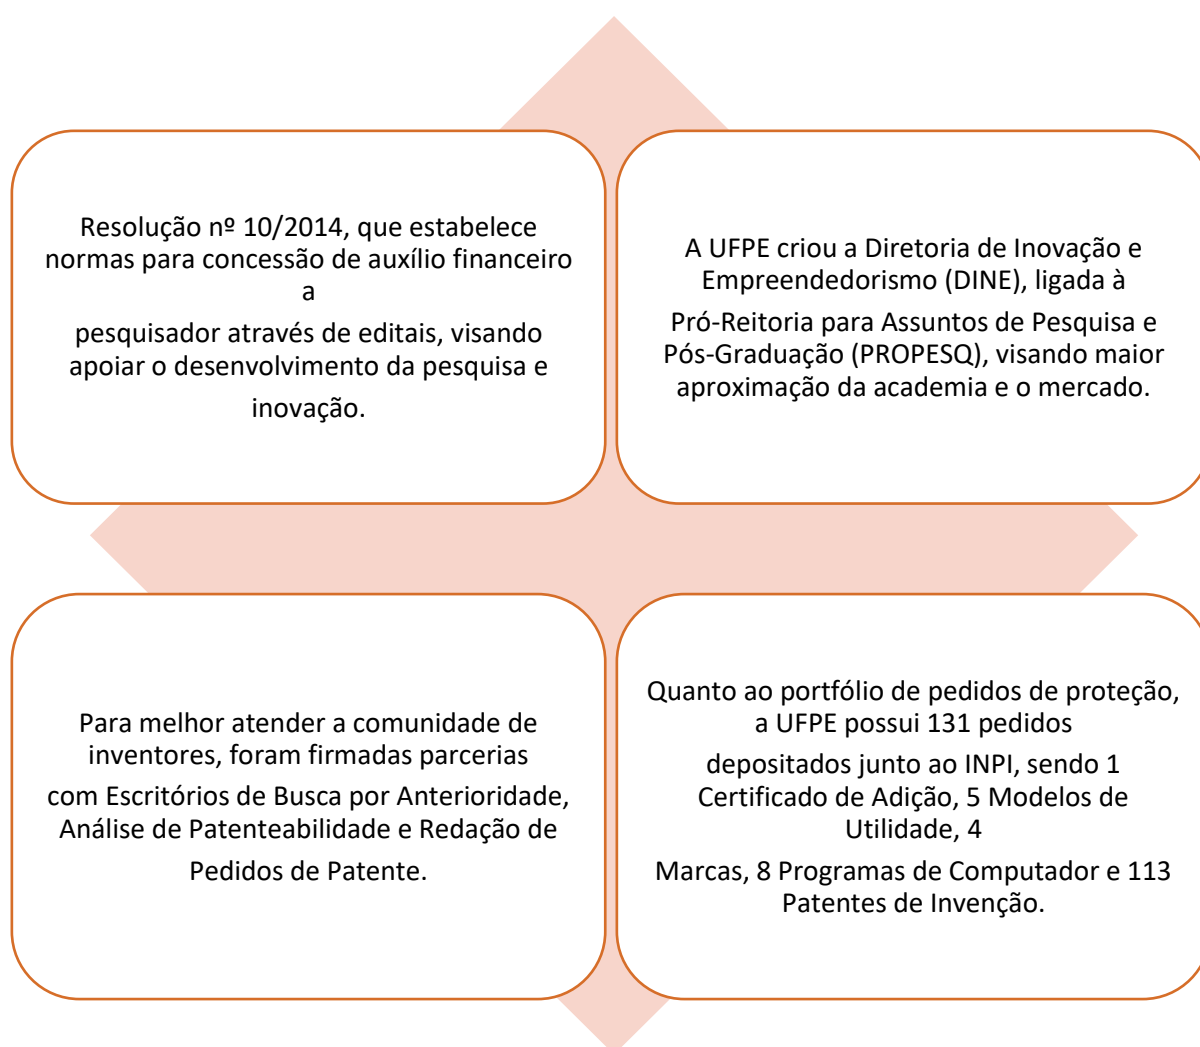 Resolução nº 10/2014, que estabelece
normas para concessão de auxílio financeiro
a
pesquisador através de editais, visando
apoiar o desenvolvimento da pesquisa e
inovação.
A UFPE criou a Diretoria de Inovação e
Empreendedorismo (DINE), ligada à
Pró-Reitoria para Assuntos de Pesquisa e
Pós-Graduação (PROPESQ), visando maior
aproximação da academia e o mercado.
Para melhor atender a comunidade de
inventores, foram firmadas parcerias
com Escritórios de Busca por Anterioridade,
Análise de Patenteabilidade e Redação de
Pedidos de Patente.
Quanto ao portfólio de pedidos de proteção,
a UFPE possui 131 pedidos
depositados junto ao INPI, sendo 1
Certificado de Adição, 5 Modelos de
Utilidade, 4
Marcas, 8 Programas de Computador e 113
Patentes de Invenção.